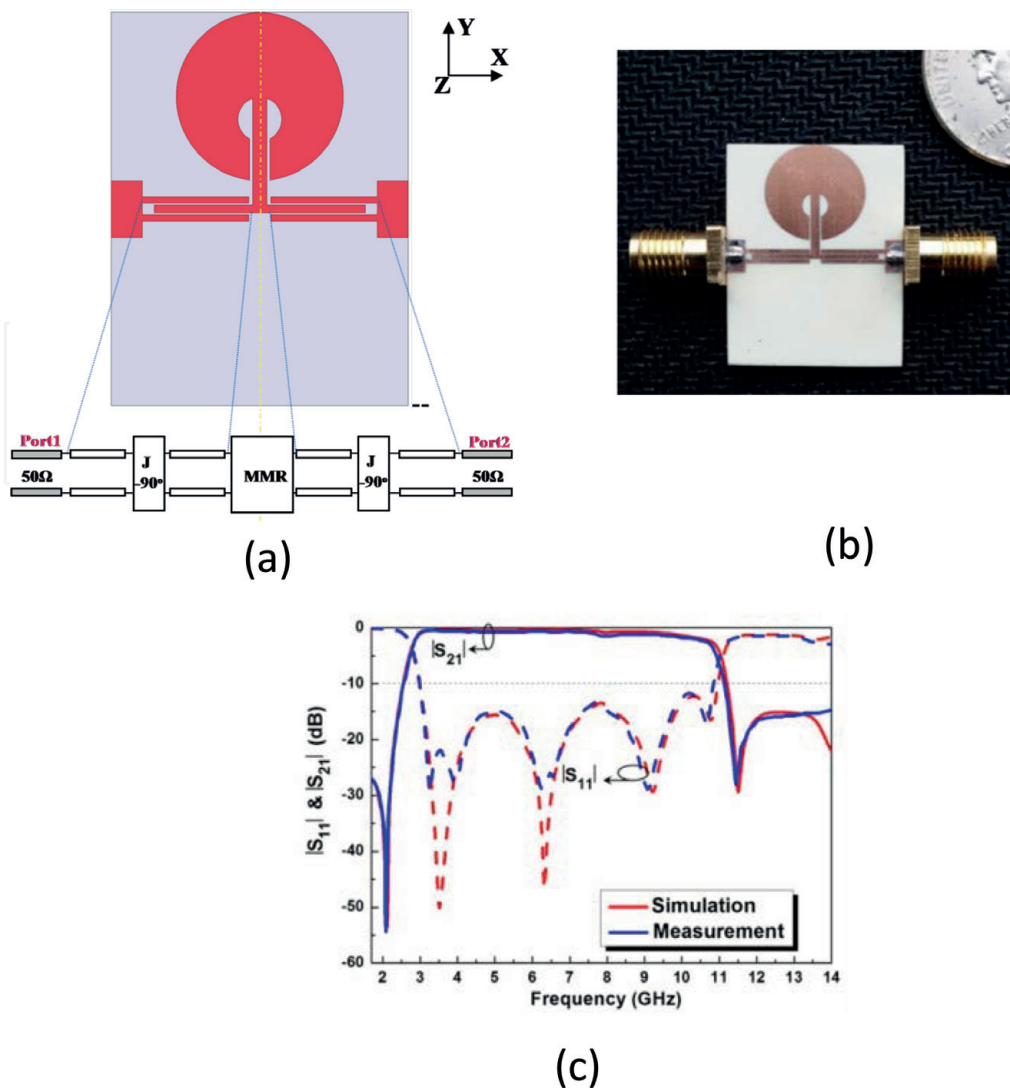 Y
X
Z
Port1
Port2
50Ω
J
-90°
MMR
J
-90°
50Ω
(a)
(b)
|S11| & |S21| (dB)
0
-10
-20
-30
-40
-50
-60
|S21|
|S11|
Simulation
Measurement
2 3 4 5 6 7 8 9 10 11 12 13 14
Frequency (GHz)
(c)